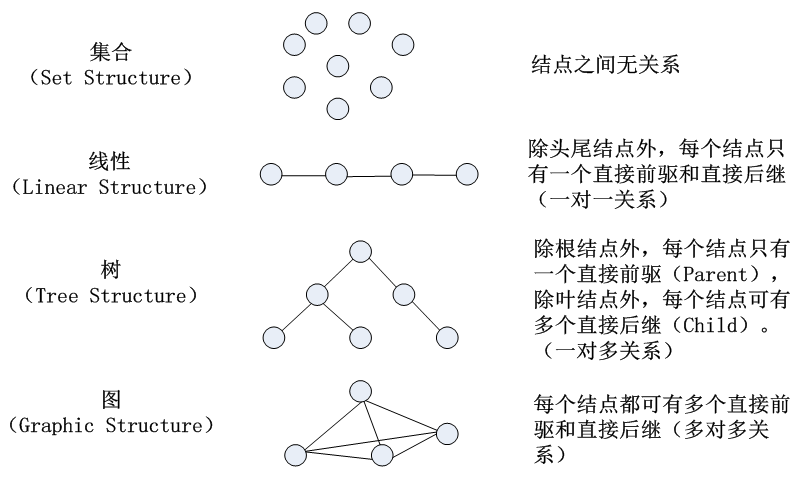 集合
（Set Structure）
结点之间无关系
线性
（Linear Structure）
除头尾结点外，每个结点只
有一个直接前驱和直接后继
（一对一关系）
树
（Tree Structure）
除根结点外，每个结点只有
一个直接前驱（Parent），
除叶结点外，每个结点可有
多个直接后继（Child）。
（一对多关系）
图
（Graphic Structure）
每个结点都可有多个直接前
驱和直接后继（多对多关
系）